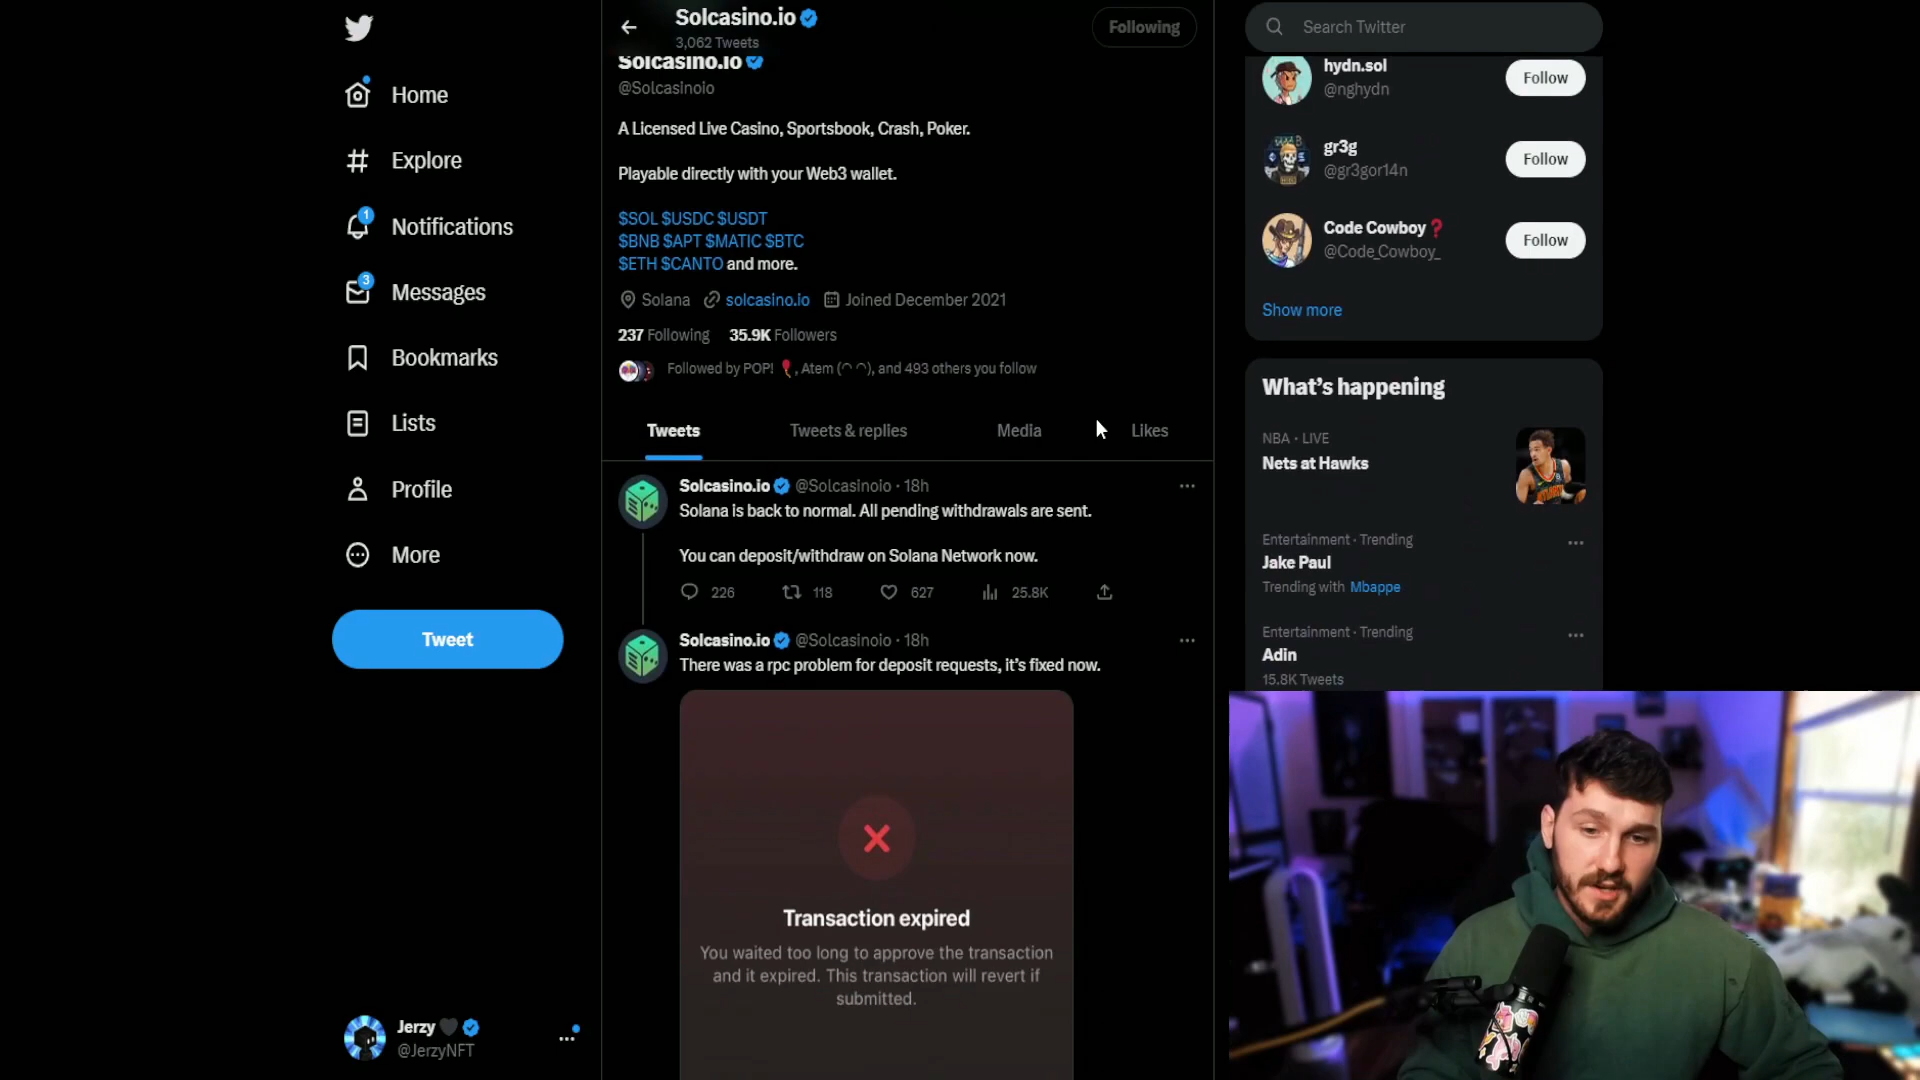 Home
Explore
1
Notifications
3
Messages
Bookmarks
Lists
Profile
More
Tweet
Jerzy
@JerzyNFT
Solcasino.io
3,062 Tweets
Following
Solcasino.io
@Solcasinoio
A Licensed Live Casino, Sportsbook, Crash, Poker.
Playable directly with your Web3 wallet.
$SOL $USDC $USDT
$BNB $APT $MATIC $BTC
$ETH $CANTO and more.
Solana solcasino.io Joined December 2021
237 Following 35.9K Followers
Followed by POP! , Atem (◠ ◠), and 493 others you follow
Tweets Tweets & replies Media Likes
Solcasino.io @Solcasinoio · 18h
Solana is back to normal. All pending withdrawals are sent.
You can deposit/withdraw on Solana Network now.
226 118 627 25.8K
Solcasino.io @Solcasinoio · 18h
There was a rpc problem for deposit requests, it's fixed now.
Transaction expired
You waited too long to approve the transaction
and it expired. This transaction will revert if
submitted.
Search Twitter
hydn.sol
@nghydn
Follow
gr3g
@gr3gor14n
Follow
Code Cowboy❓
@Code_Cowboy_
Follow
Show more
What's happening
NBA · LIVE
Nets at Hawks
Entertainment · Trending
Jake Paul
Trending with Mbappe
Entertainment · Trending
Adin
15.8K Tweets